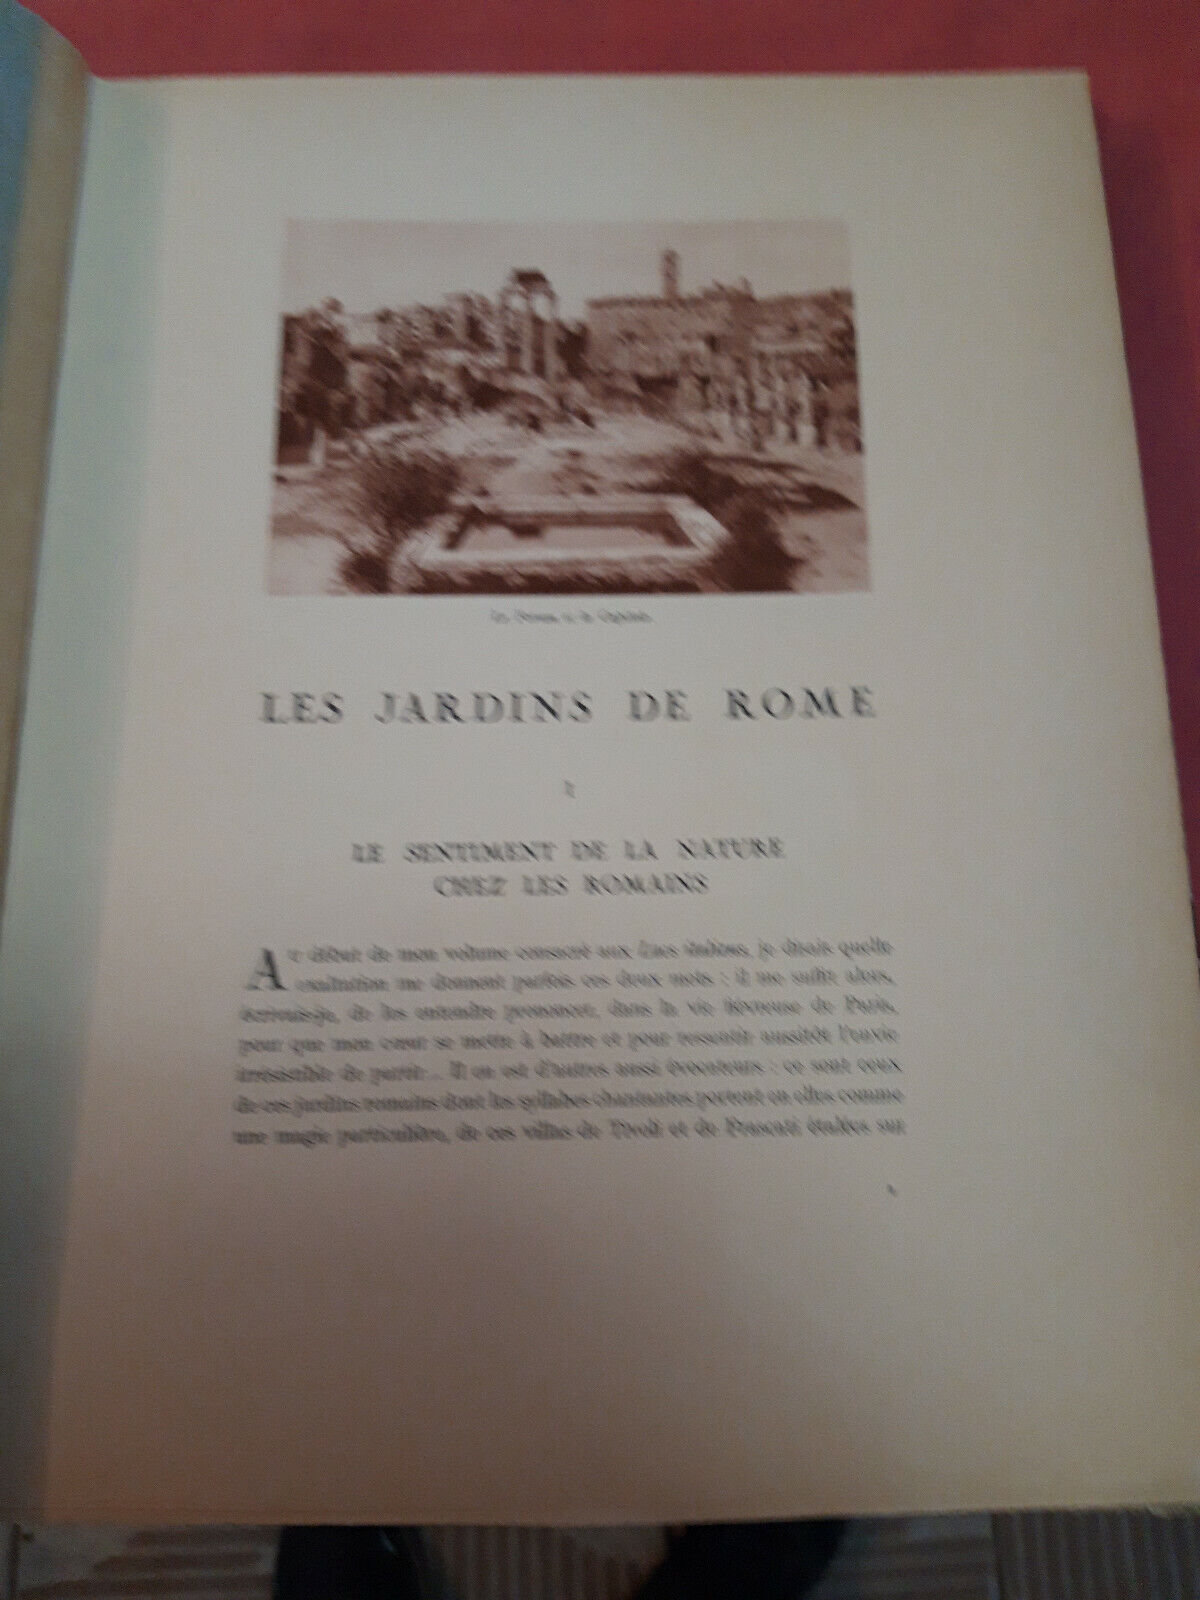 Le Forum et le Capitole.
LES JARDINS DE ROME
I
LE SENTIMENT DE LA NATURE
CHEZ LES ROMAINS
AU début de mon volume consacré aux Lacs italiens, je disais quelle
exaltation me donnent parfois ces deux mots : il me suffit alors,
écrivais-je, de les entendre prononcer, dans la vie fiévreuse de Paris,
pour que mon cœur se mette à battre et pour ressentir aussitôt l'envie
irrésistible de partir... Il en est d'autres aussi évocateurs : ce sont ceux
de ces jardins romains dont les syllabes chantantes portent en elles comme
une magie particulière, de ces villas de Tivoli et de Frascati étalées sur